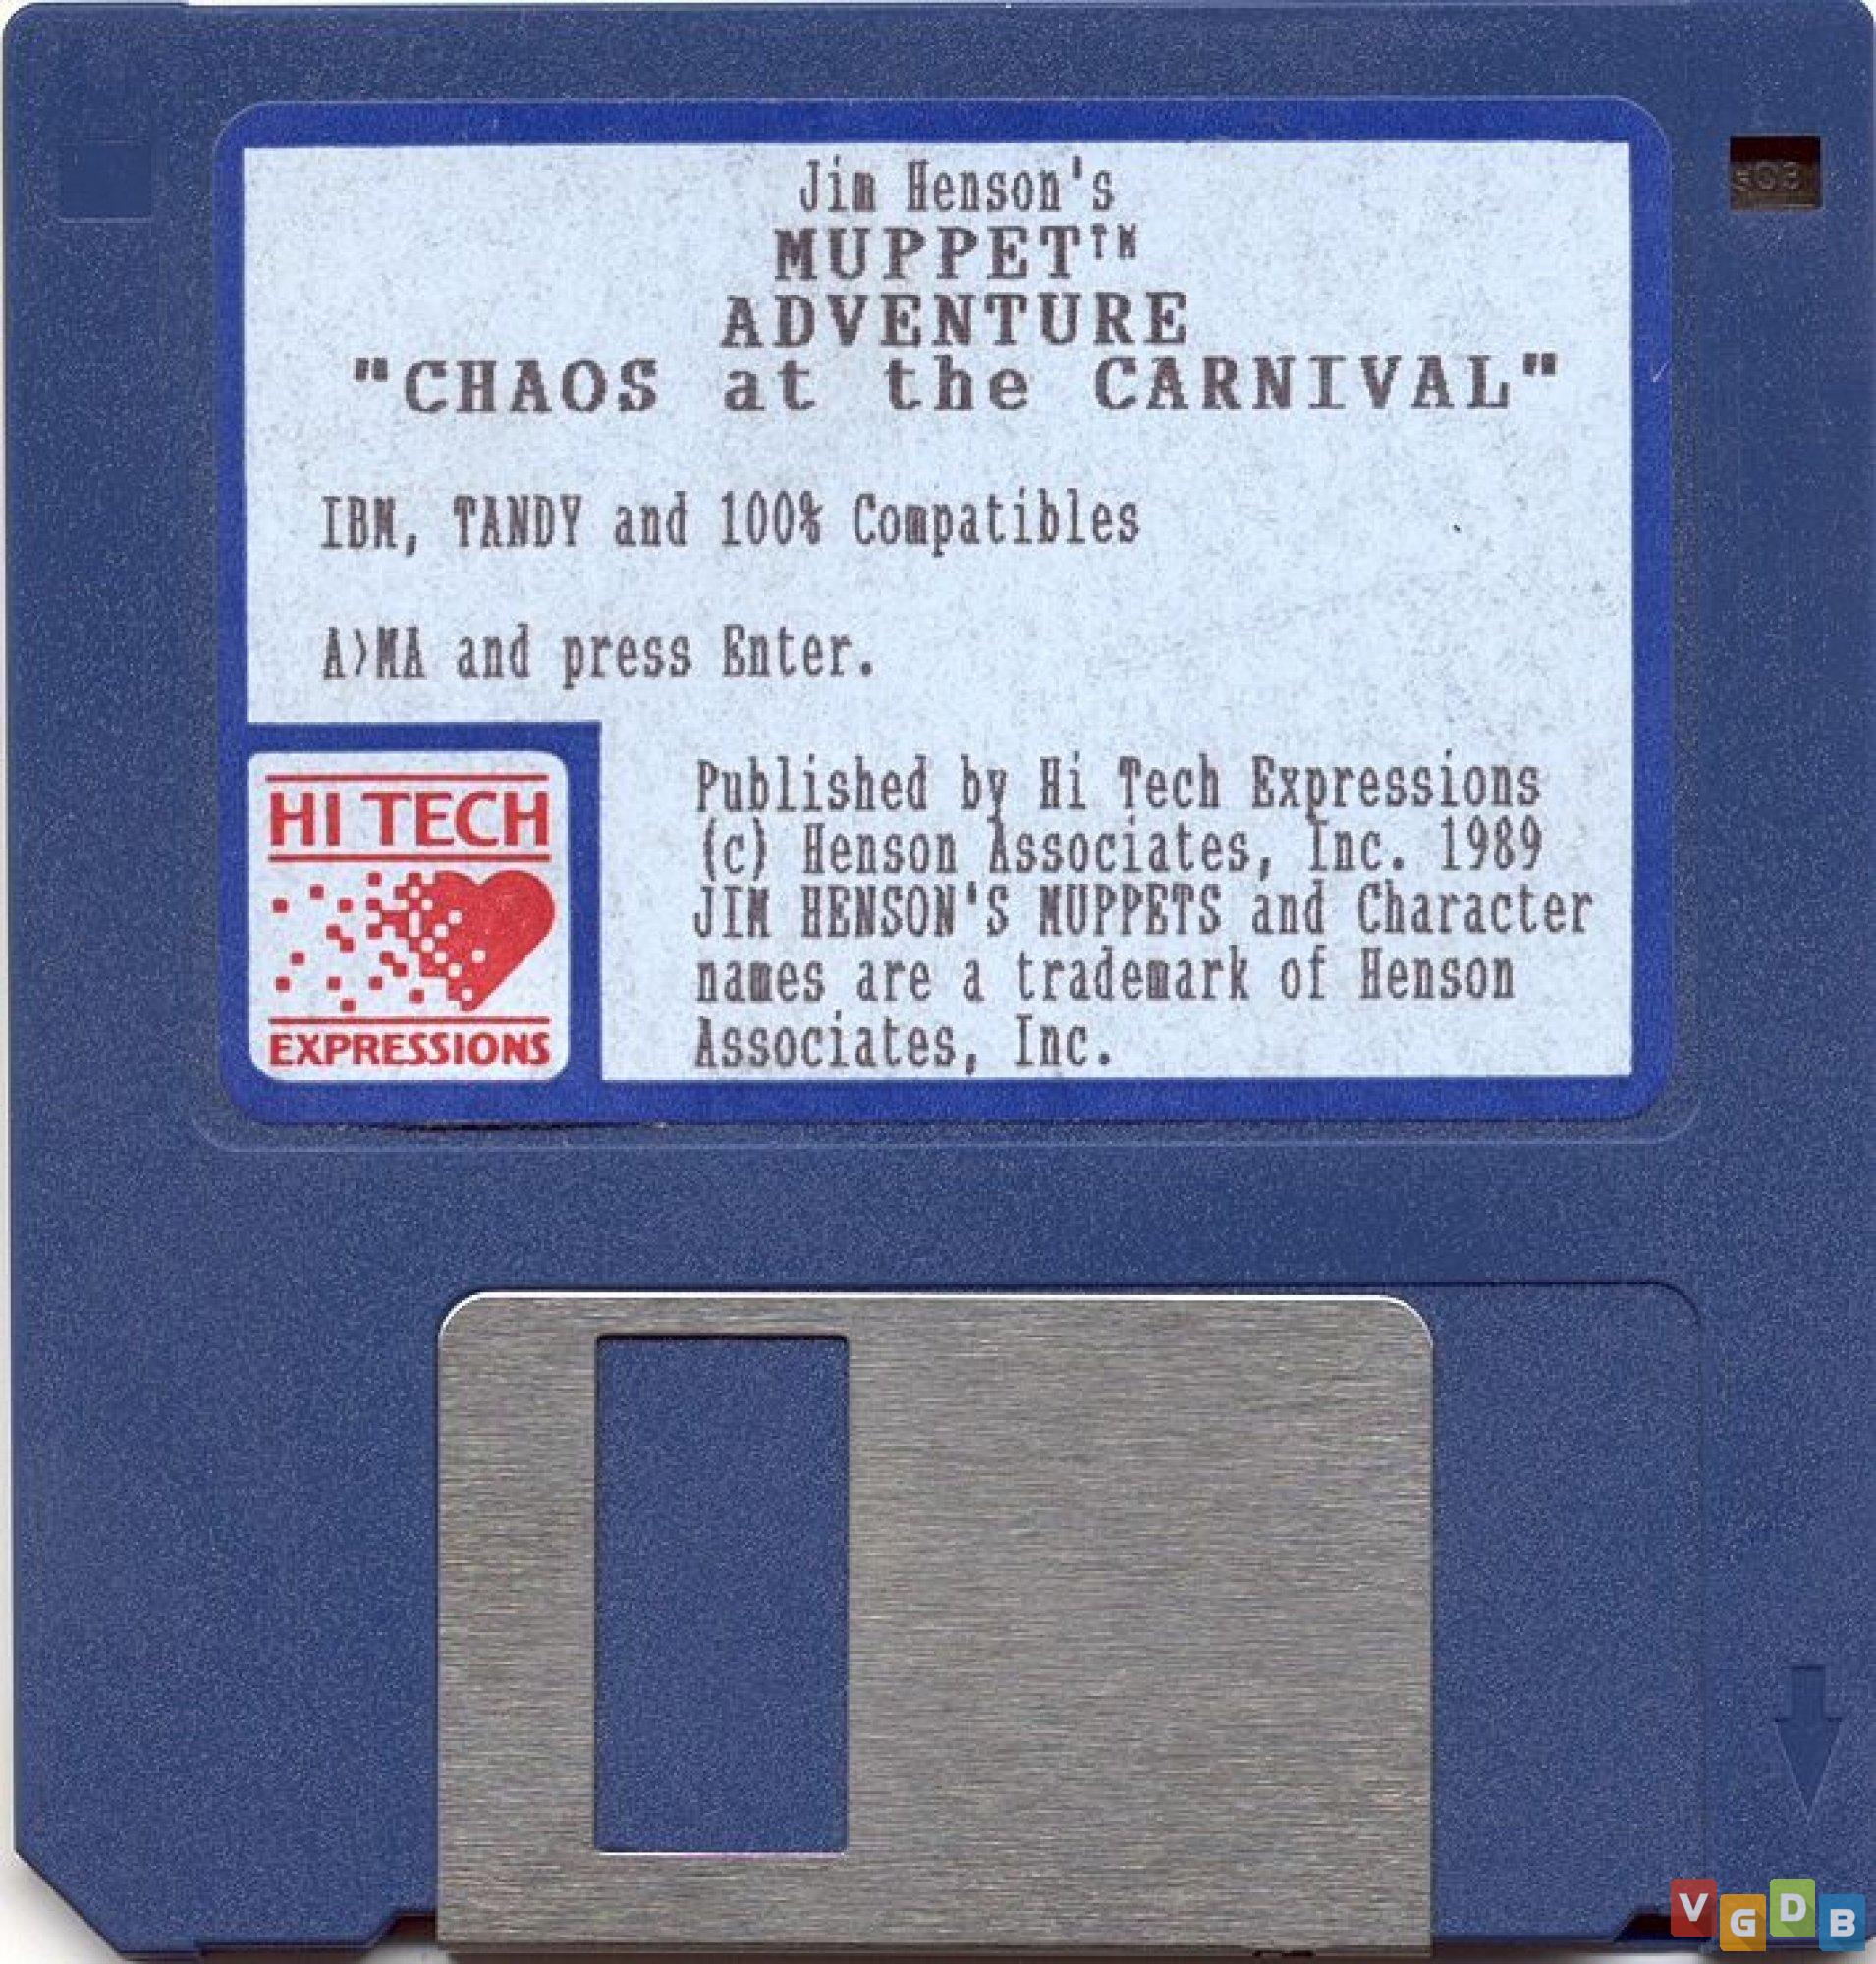 Jim Henson's
MUPPET™
ADVENTURE
"CHAOS at the CARNIVAL"
IBM, TANDY and 100% Compatibles
A>MA and press Enter.
HI TECH
EXPRESSIONS
Published by Hi Tech Expressions
(c) Henson Associates, Inc. 1989
JIM HENSON'S MUPPETS and Character
names are a trademark of Henson
Associates, Inc.
VGDB